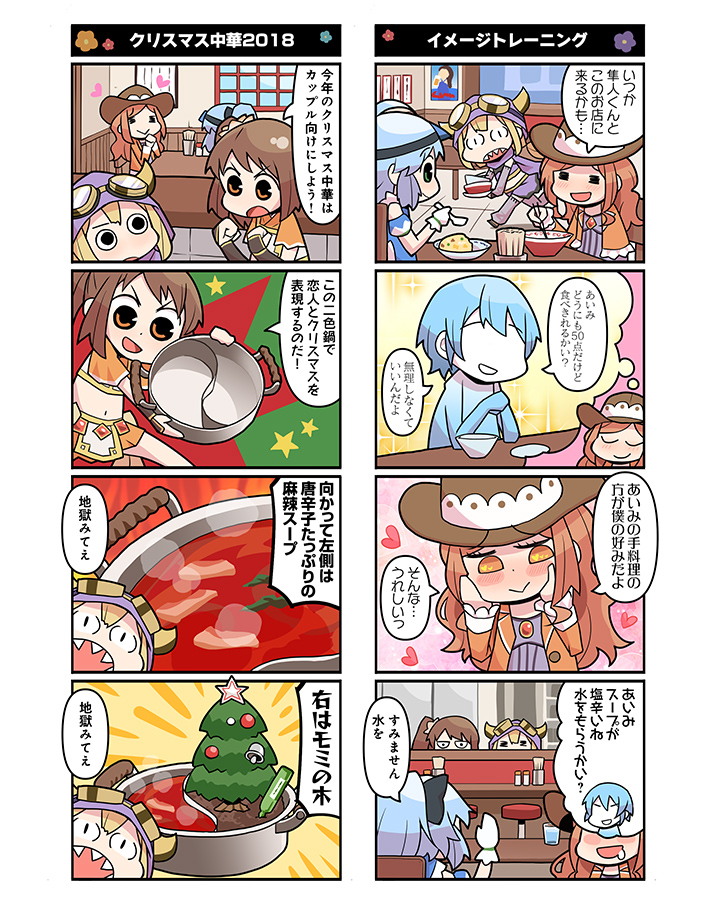 イメージトレーニング
いつか
隼人くんと
このお店に
来るかも…
あいみ
どうにも50点だけど
食べきれるかい?
無理しなくて
いいんだよ
あいみの手料理の
方が僕の好みだよ
そんな…
うれしいっ
あいみ
スープが
塩辛いね
水をもらうかい?
すみません
水を
クリスマス中華2018
今年のクリスマス中華は
カップル向けにしよう!
この二色鍋で
恋人とクリスマスを
表現するのだ!
向かって左側は
唐辛子たっぷりの
麻辣スープ
地獄みてえ
右はモミの木
地獄みてえ